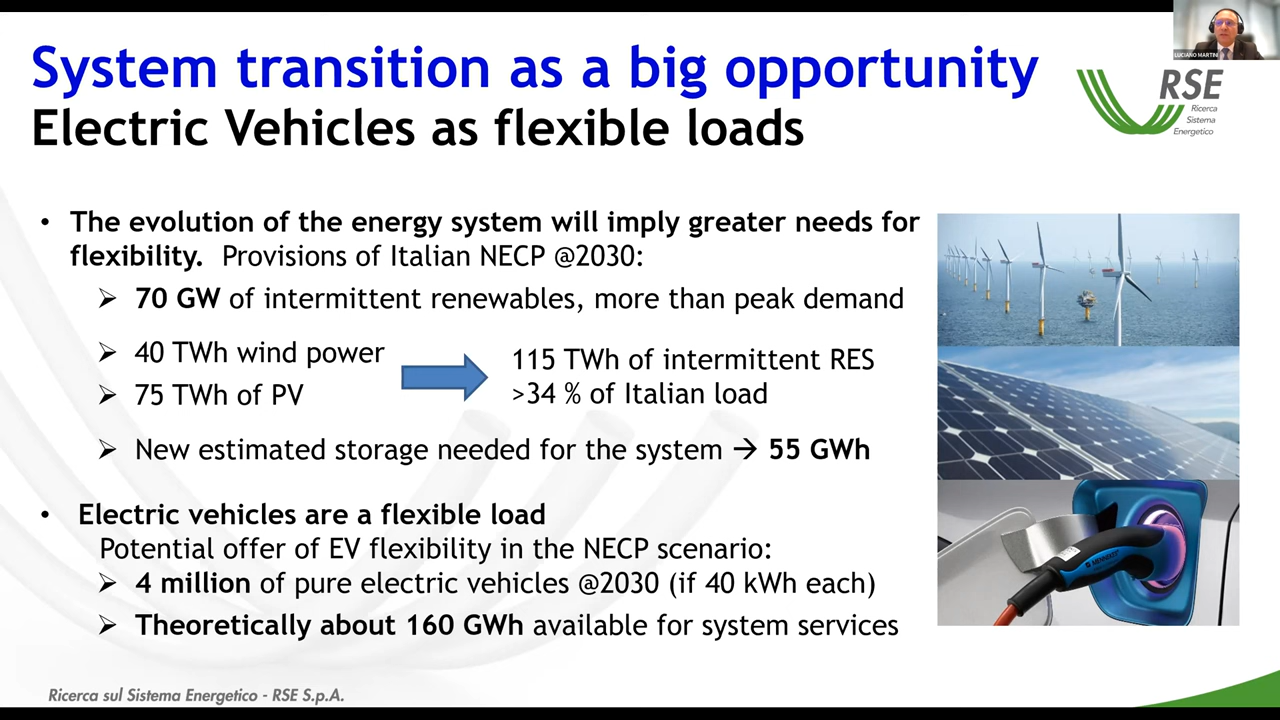 System transition as a big opportunity
Electric Vehicles as flexible loads
LUCIANO MARTINI
RSE
Ricerca
Sistema
Energetico
• The evolution of the energy system will imply greater needs for
flexibility. Provisions of Italian NECP @2030:
➢ 70 GW of intermittent renewables, more than peak demand
➢ 40 TWh wind power
➢ 75 TWh of PV
115 TWh of intermittent RES
>34 % of Italian load
➢ New estimated storage needed for the system → 55 GWh
• Electric vehicles are a flexible load
Potential offer of EV flexibility in the NECP scenario:
➢ 4 million of pure electric vehicles @2030 (if 40 kWh each)
➢ Theoretically about 160 GWh available for system services
MENNEKES
Ricerca sul Sistema Energetico - RSE S.p.A.